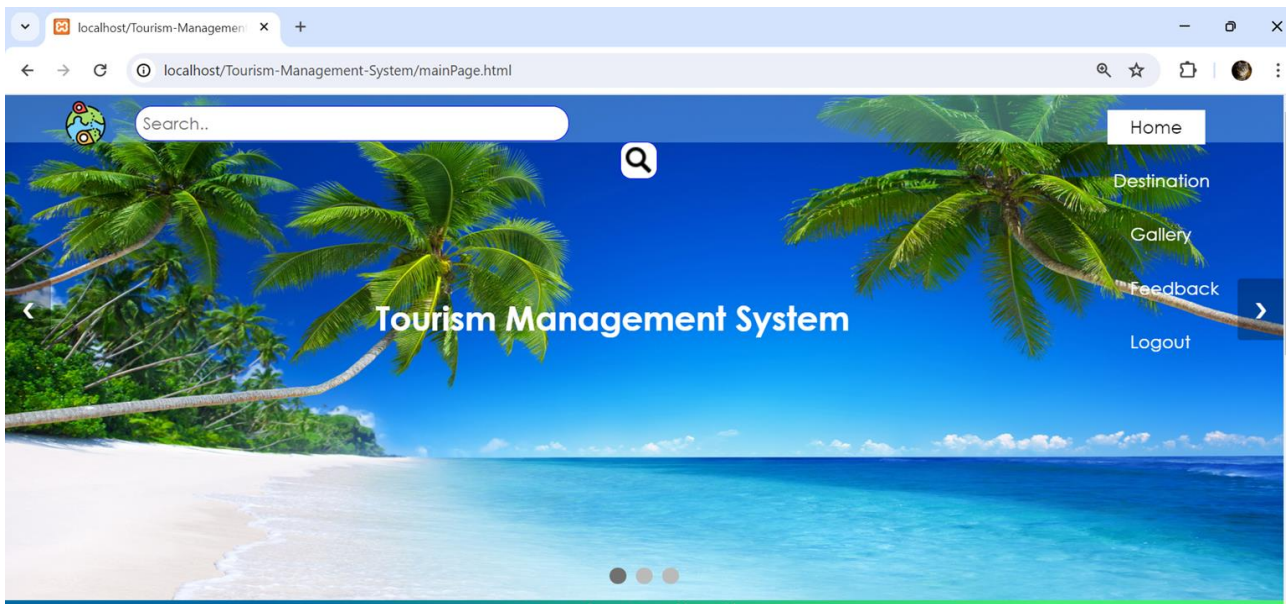 localhost/Tourism-Managemen
localhost/Tourism-Management-System/mainPage.html
Search..
Home
Destination
Gallery
Feedback
Tourism Management System
Logout